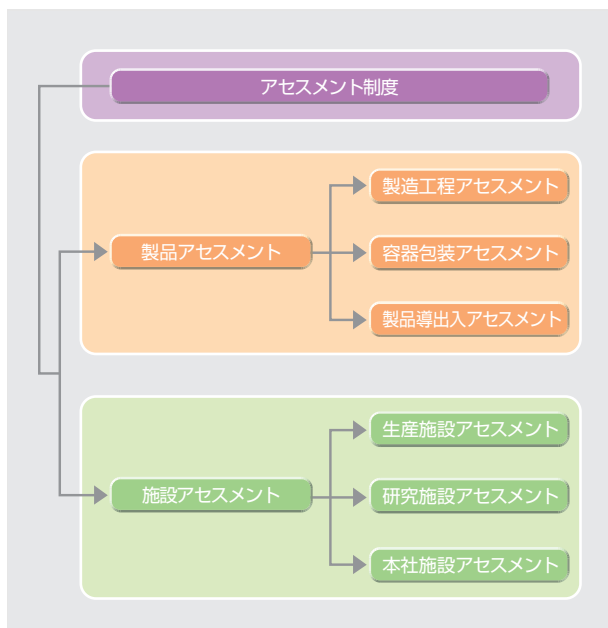 アセスメント制度
製品アセスメント
製造工程アセスメント
容器包装アセスメント
製品導出入アセスメント
施設アセスメント
生産施設アセスメント
研究施設アセスメント
本社施設アセスメント